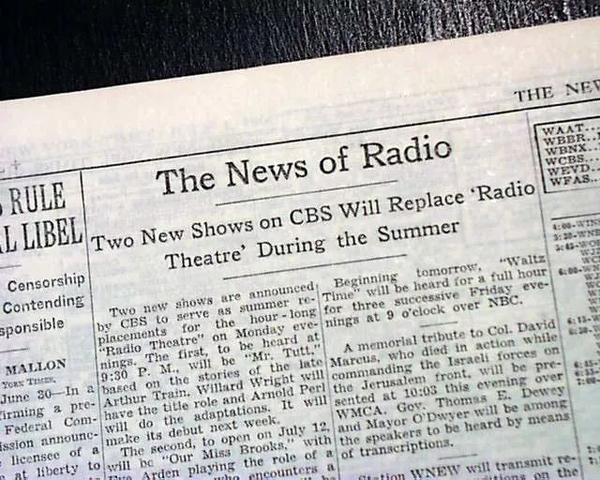 THE NEW
S RULE
L LIBEL
Censorship
Contending
sponsible
MALLON
YORK TIMES.
June 30—In a
irming a pre-
Federal Com-
ission announc-
licensee of a
at liberty to
The News of Radio
Two New Shows on CBS Will Replace 'Radio
Theatre' During the Summer
Two new shows are announced
by CBS to serve as summer re-
placements for the hour-long
"Radio Theatre" on Monday eve-
nings. The first, to be heard at
9:30 P. M., will be "Mr. Tutt,"
based on the stories of the late
Arthur Train. Willard Wright will
have the title role and Arnold Perl
will do the adaptations. It will
make its debut next week.
The second, to open on July 12,
will be "Our Miss Brooks," with
Eve Arden playing the role of a
who encounters a
Beginning tomorrow, "Waltz
Time" will be heard for a full hour
for three successive Friday eve-
nings at 9 o'clock over NBC.
A memorial tribute to Col. David
Marcus, who died in action while
commanding the Israeli forces on
the Jerusalem front, will be pre-
sented at 10:03 this evening over
WMCA. Gov. Thomas E. Dewey
and Mayor O'Dwyer will be among
the speakers to be heard by means
of transcriptions.
Station WNEW will transmit re-
on the
WAAT..
WBBR..
WBNX..
WCBS..
WEVD..
WFAS..